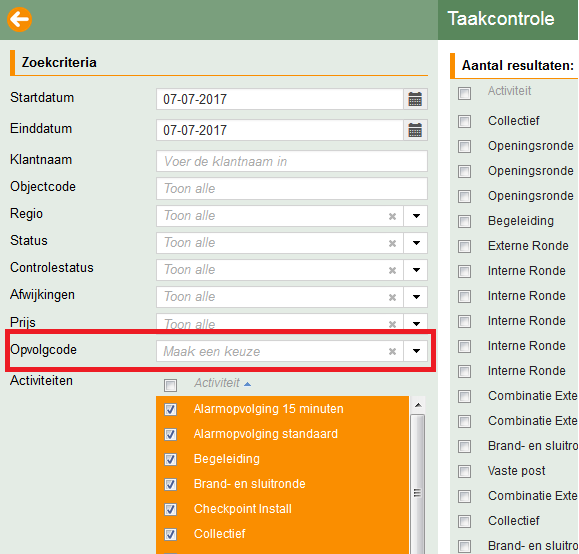 Taakcontrole
Zoekcriteria
Startdatum 07-07-2017
Einddatum 07-07-2017
Klantnaam Voer de klantnaam in
Objectcode Toon alle
Regio Toon alle
Status Toon alle
Controlestatus Toon alle
Afwijkingen Toon alle
Prijs Toon alle
Opvolgcode Maak een keuze
Activiteiten Activiteit
Alarmopvolging 15 minuten
Alarmopvolging standaard
Begeleiding
Brand- en sluitronde
Checkpoint Install
Collectief
Aantal resultaten:
Activiteit
Collectief
Openingsronde
Openingsronde
Openingsronde
Begeleiding
Externe Ronde
Interne Ronde
Interne Ronde
Interne Ronde
Interne Ronde
Interne Ronde
Combinatie Exte
Combinatie Exte
Brand- en sluitro
Vaste post
Combinatie Exte
Collectief
Brand- en sluitro